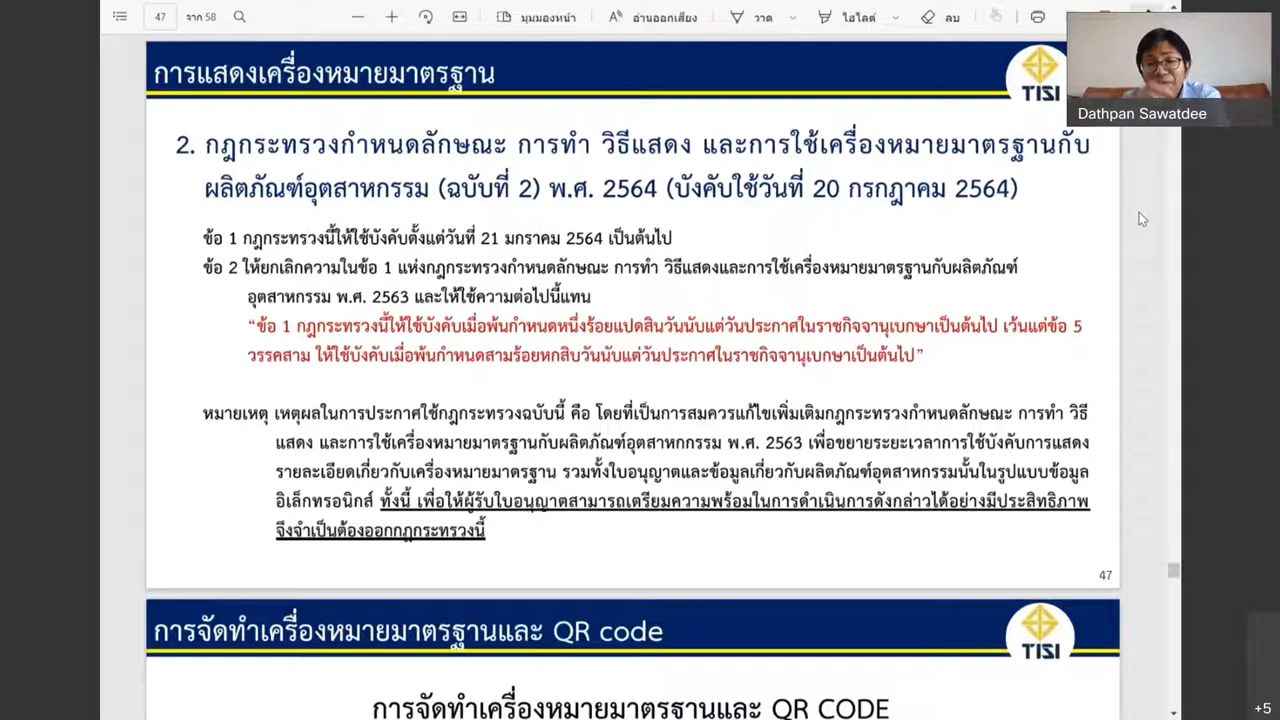 47
จาก 58
มุมมองหน้า
อ่านออกเสียง
วาด
ไฮไลต์
ลบ
การแสดงเครื่องหมายมาตรฐาน
TISI
Dathpan Sawatdee
2. กฎกระทรวงกำหนดลักษณะ การทำ วิธีแสดง และการใช้เครื่องหมายมาตรฐานกับ
ผลิตภัณฑ์อุตสาหกรรม (ฉบับที่ 2) พ.ศ. 2564 (บังคับใช้วันที่ 20 กรกฎาคม 2564)
ข้อ 1 กฎกระทรวงนี้ให้ใช้บังคับตั้งแต่วันที่ 21 มกราคม 2564 เป็นต้นไป
ข้อ 2 ให้ยกเลิกความในข้อ 1 แห่งกฎกระทรวงกำหนดลักษณะ การทำ วิธีแสดงและการใช้เครื่องหมายมาตรฐานกับผลิตภัณฑ์
อุตสาหกรรม พ.ศ. 2563 และให้ใช้ความต่อไปนี้แทน
“ข้อ 1 กฎกระทรวงนี้ให้ใช้บังคับเมื่อพ้นกำหนดหนึ่งร้อยแปดสิบวันนับแต่วันประกาศในราชกิจจานุเบกษาเป็นต้นไป เว้นแต่ข้อ 5
วรรคสาม ให้ใช้บังคับเมื่อพ้นกำหนดสามร้อยหกสิบวันนับแต่วันประกาศในราชกิจจานุเบกษาเป็นต้นไป”
หมายเหตุ เหตุผลในการประกาศใช้กฎกระทรวงฉบับนี้ คือ โดยที่เป็นการสมควรแก้ไขเพิ่มเติมกฎกระทรวงกำหนดลักษณะ การทำ วิธี
แสดง และการใช้เครื่องหมายมาตรฐานกับผลิตภัณฑ์อุตสาหกกรรม พ.ศ. 2563 เพื่อขยายระยะเวลาการใช้บังคับการแสดง
รายละเอียดเกี่ยวกับเครื่องหมายมาตรฐาน รวมทั้งใบอนุญาตและข้อมูลเกี่ยวกับผลิตภัณฑ์อุตสาหกรรมนั้นในรูปแบบข้อมูล
อิเล็กทรอนิกส์ ทั้งนี้ เพื่อให้ผู้รับใบอนุญาตสามารถเตรียมความพร้อมในการดำเนินการดังกล่าวได้อย่างมีประสิทธิภาพ
จึงจำเป็นต้องออกกฎกระทรวงนี้
47
การจัดทำเครื่องหมายมาตรฐานและ QR code
TISI
การจัดทำเครื่องหมายมาตรฐานและ QR CODE
+5